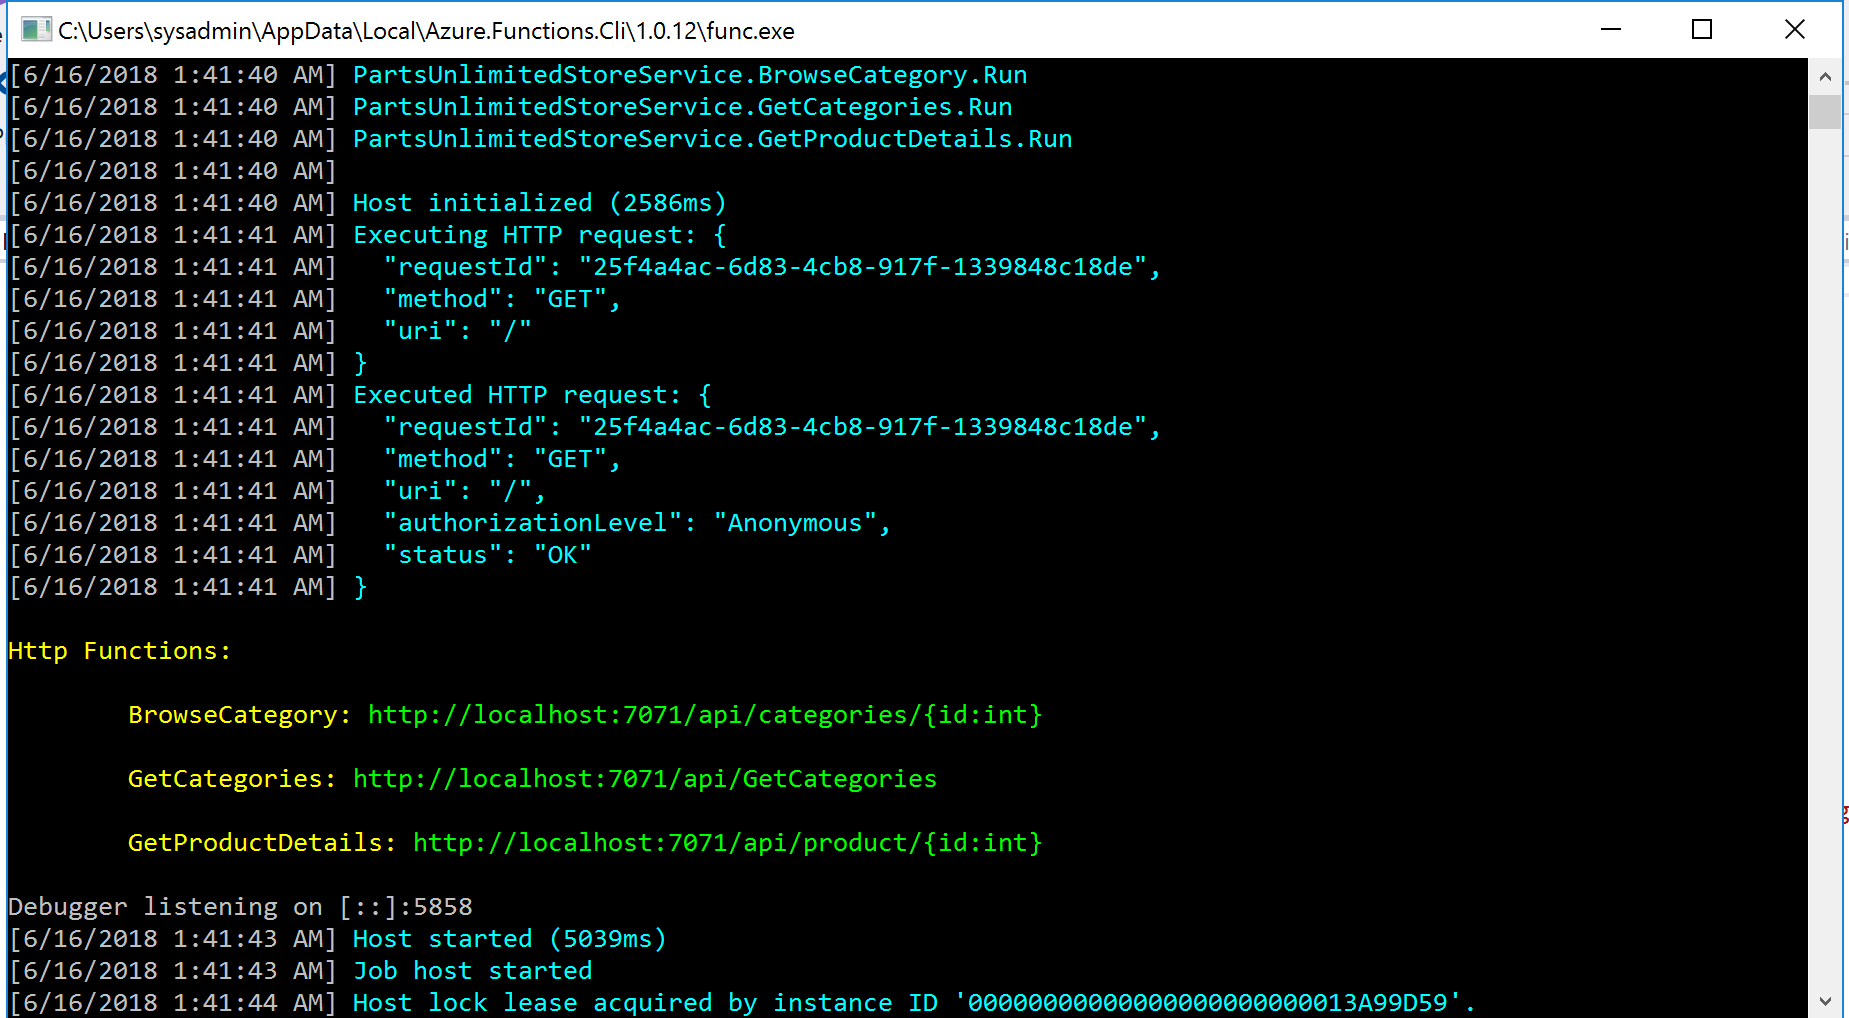 C:\Users\sysadmin\AppData\Local\Azure.Functions.Cli\1.0.12\func.exe
[6/16/2018 1:41:40 AM] PartsUnlimitedStoreService.BrowseCategory.Run
[6/16/2018 1:41:40 AM] PartsUnlimitedStoreService.GetCategories.Run
[6/16/2018 1:41:40 AM] PartsUnlimitedStoreService.GetProductDetails.Run
[6/16/2018 1:41:40 AM]
[6/16/2018 1:41:40 AM] Host initialized (2586ms)
[6/16/2018 1:41:41 AM] Executing HTTP request: {
[6/16/2018 1:41:41 AM]   "requestId": "25f4a4ac-6d83-4cb8-917f-1339848c18de",
[6/16/2018 1:41:41 AM]   "method": "GET",
[6/16/2018 1:41:41 AM]   "uri": "/"
[6/16/2018 1:41:41 AM] }
[6/16/2018 1:41:41 AM] Executed HTTP request: {
[6/16/2018 1:41:41 AM]   "requestId": "25f4a4ac-6d83-4cb8-917f-1339848c18de",
[6/16/2018 1:41:41 AM]   "method": "GET",
[6/16/2018 1:41:41 AM]   "uri": "/",
[6/16/2018 1:41:41 AM]   "authorizationLevel": "Anonymous",
[6/16/2018 1:41:41 AM]   "status": "OK"
[6/16/2018 1:41:41 AM] }
Http Functions:
BrowseCategory: http://localhost:7071/api/categories/{id:int}
GetCategories: http://localhost:7071/api/GetCategories
GetProductDetails: http://localhost:7071/api/product/{id:int}
Debugger listening on [::]:5858
[6/16/2018 1:41:43 AM] Host started (5039ms)
[6/16/2018 1:41:43 AM] Job host started
[6/16/2018 1:41:44 AM] Host lock lease acquired by instance ID '00000000000000000000000013A99D59'.